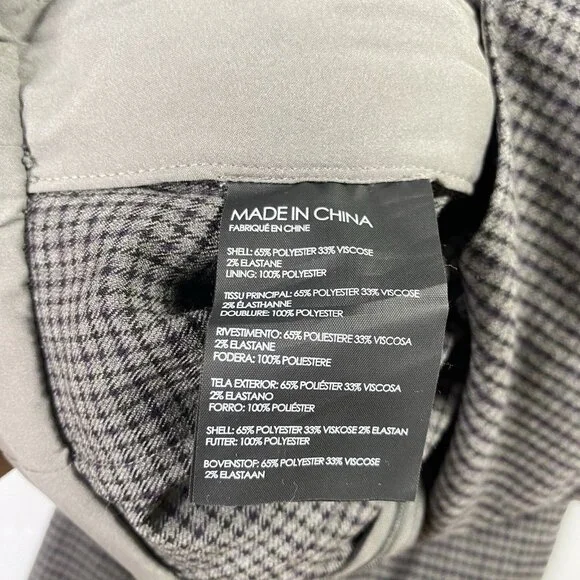 MADE IN CHINA
FABRIQUÉ EN CHINE
SHELL: 65% POLYESTER 33% VISCOSE
2% ELASTANE
LINING: 100% POLYESTER
TISSU PRINCIPAL: 65% POLYESTER 33% VISCOSE
2% ÉLASTHANNE
DOUBLURE: 100% POLYESTER
RIVESTIMENTO: 65% POLIESTERE 33% VISCOSA
2% ELASTANE
FODERA: 100% POLIESTERE
TELA EXTERIOR: 65% POLIÉSTER 33% VISCOSA
2% ELASTANO
FORRO: 100% POLIÉSTER
SHELL: 65% POLYESTER 33% VISKOSE 2% ELASTAN
FUTTER: 100% POLYESTER
BOVENSTOF: 65% POLYESTER 33% VISCOSE
2% ELASTAAN